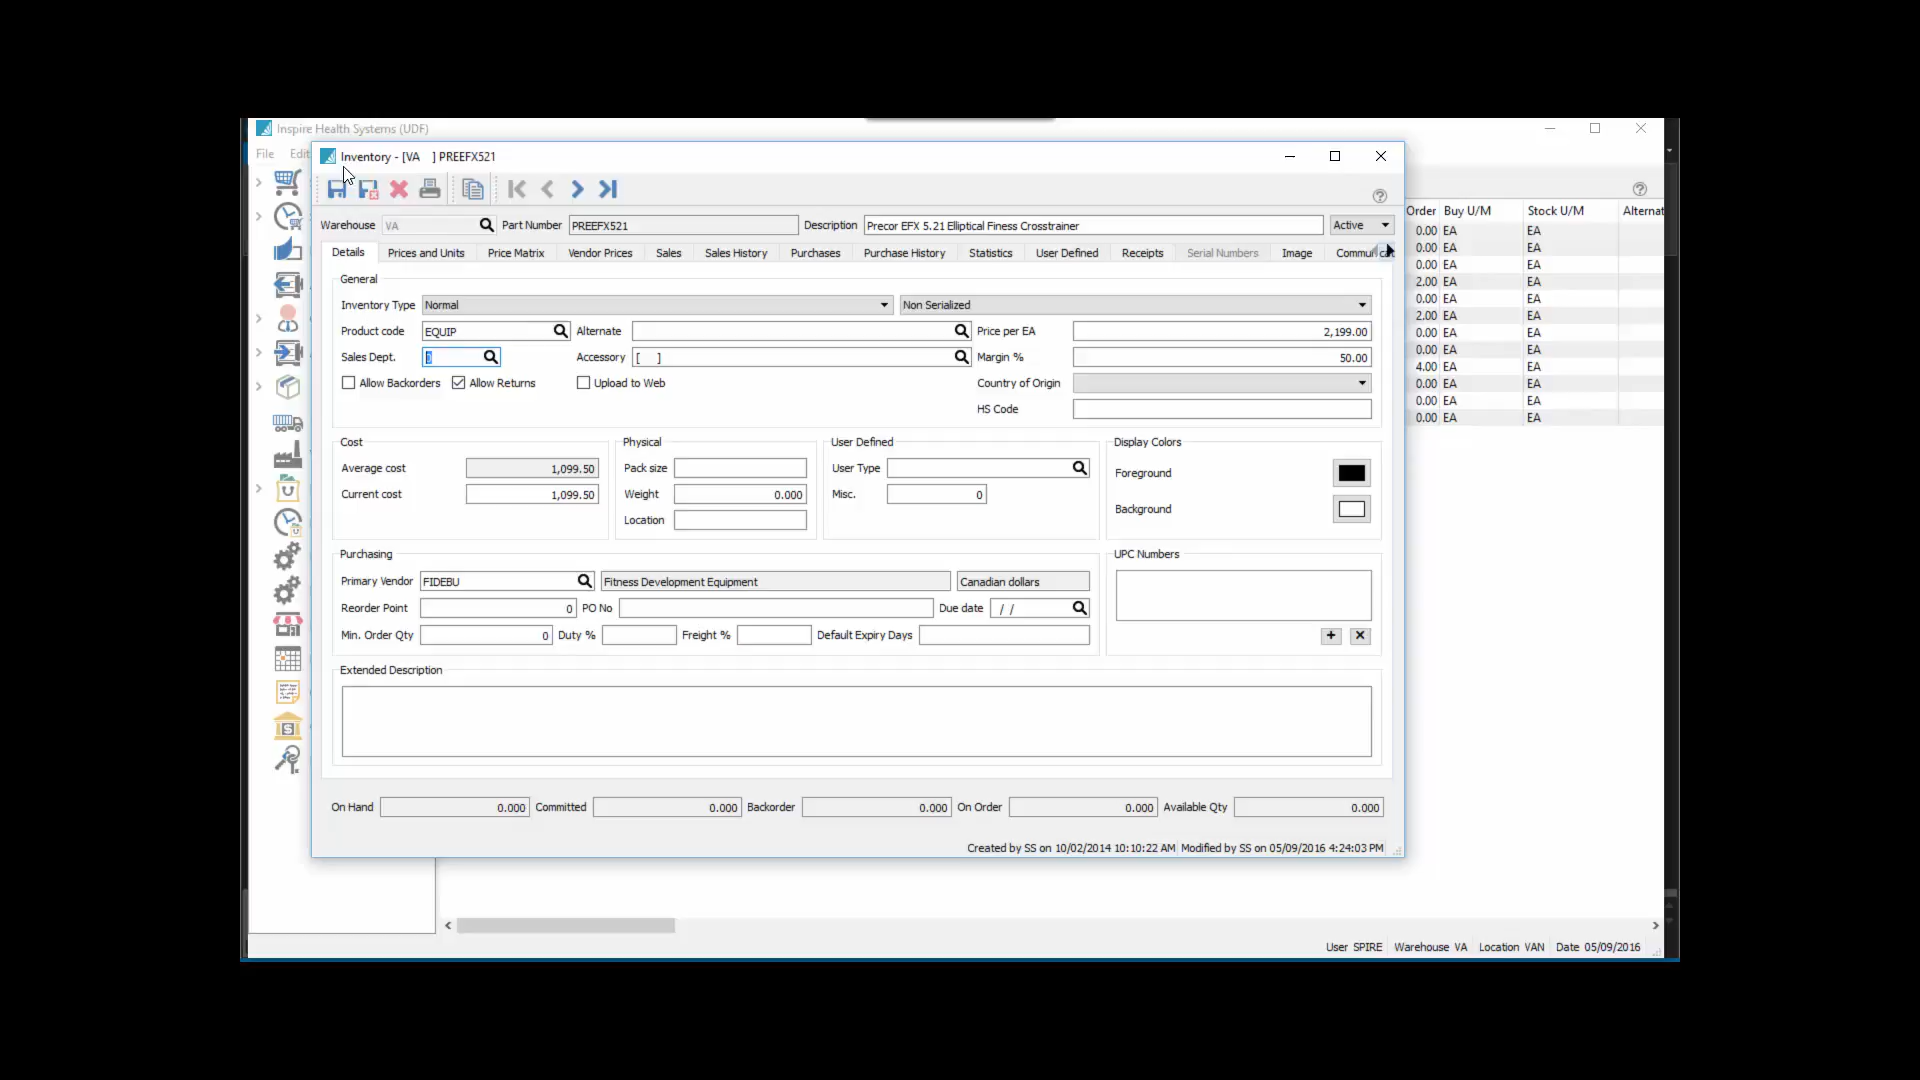 Inspire Health Systems (UDF)
File Edit
Inventory - [VA ] PREEFX521
Warehouse VA Part Number PREEFX521 Description Precor EFX 5.21 Elliptical Finess Crosstrainer Active
Details Prices and Units Price Matrix Vendor Prices Sales Sales History Purchases Purchase History Statistics User Defined Receipts Serial Numbers Image
General
Inventory Type Normal Non Serialized
Product code EQUIP Alternate Price per EA 2,199.00
Sales Dept. Accessory [ ] Margin % 50.00
Allow Backorders Allow Returns Upload to Web Country of Origin
HS Code
Cost Physical User Defined Display Colors
Average cost 1,099.50 Pack size User Type Foreground
Current cost 1,099.50 Weight 0.000 Misc. 0
Location Background
Purchasing UPC Numbers
Primary Vendor FIDEBU Fitness Development Equipment Canadian dollars
Reorder Point 0 PO No Due date / /
Min. Order Qty 0 Duty % Freight % Default Expiry Days
Extended Description
On Hand 0.000 Committed 0.000 Backorder 0.000 On Order 0.000 Available Qty 0.000
Created by SS on 10/02/2014 10:10:22 AM Modified by SS on 05/09/2016 4:24:03 PM
Order Buy U/M Stock U/M Alternat
0.00 EA EA
0.00 EA EA
0.00 EA EA
2.00 EA EA
0.00 EA EA
2.00 EA EA
0.00 EA EA
0.00 EA EA
4.00 EA EA
0.00 EA EA
0.00 EA EA
0.00 EA EA
User SPIRE Warehouse VA Location VAN Date 05/09/2016